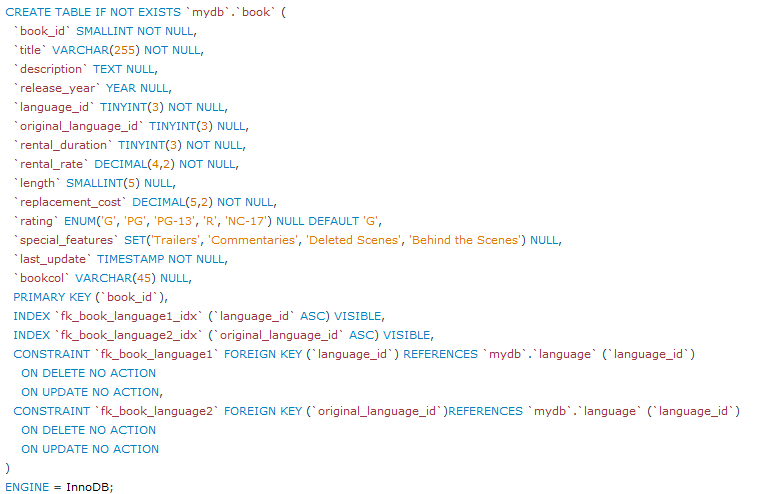 CREATE TABLE IF NOT EXISTS `mydb`.`book` (
`book_id` SMALLINT NOT NULL,
`title` VARCHAR(255) NOT NULL,
`description` TEXT NULL,
`release_year` YEAR NULL,
`language_id` TINYINT(3) NOT NULL,
`original_language_id` TINYINT(3) NULL,
`rental_duration` TINYINT(3) NOT NULL,
`rental_rate` DECIMAL(4,2) NOT NULL,
`length` SMALLINT(5) NULL,
`replacement_cost` DECIMAL(5,2) NOT NULL,
`rating` ENUM('G', 'PG', 'PG-13', 'R', 'NC-17') NULL DEFAULT 'G',
`special_features` SET('Trailers', 'Commentaries', 'Deleted Scenes', 'Behind the Scenes') NULL,
`last_update` TIMESTAMP NOT NULL,
`bookcol` VARCHAR(45) NULL,
PRIMARY KEY (`book_id`),
INDEX `fk_book_language1_idx` (`language_id` ASC) VISIBLE,
INDEX `fk_book_language2_idx` (`original_language_id` ASC) VISIBLE,
CONSTRAINT `fk_book_language1` FOREIGN KEY (`language_id`) REFERENCES `mydb`.`language` (`language_id`)
ON DELETE NO ACTION
ON UPDATE NO ACTION,
CONSTRAINT `fk_book_language2` FOREIGN KEY (`original_language_id`)REFERENCES `mydb`.`language` (`language_id`)
ON DELETE NO ACTION
ON UPDATE NO ACTION
)
ENGINE = InnoDB;